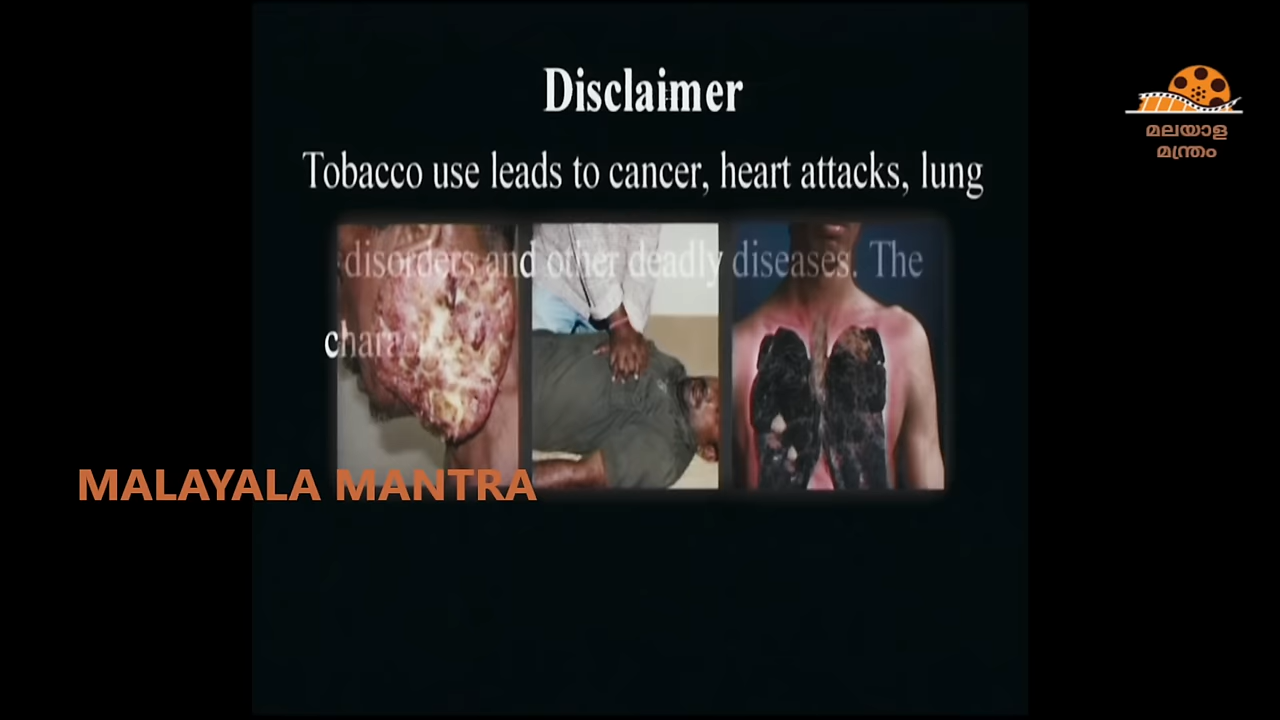 Disclaimer
Tobacco use leads to cancer, heart attacks, lung
disorders and other deadly diseases. The
MALAYALA MANTRA
മലയാള
മന്ത്രം